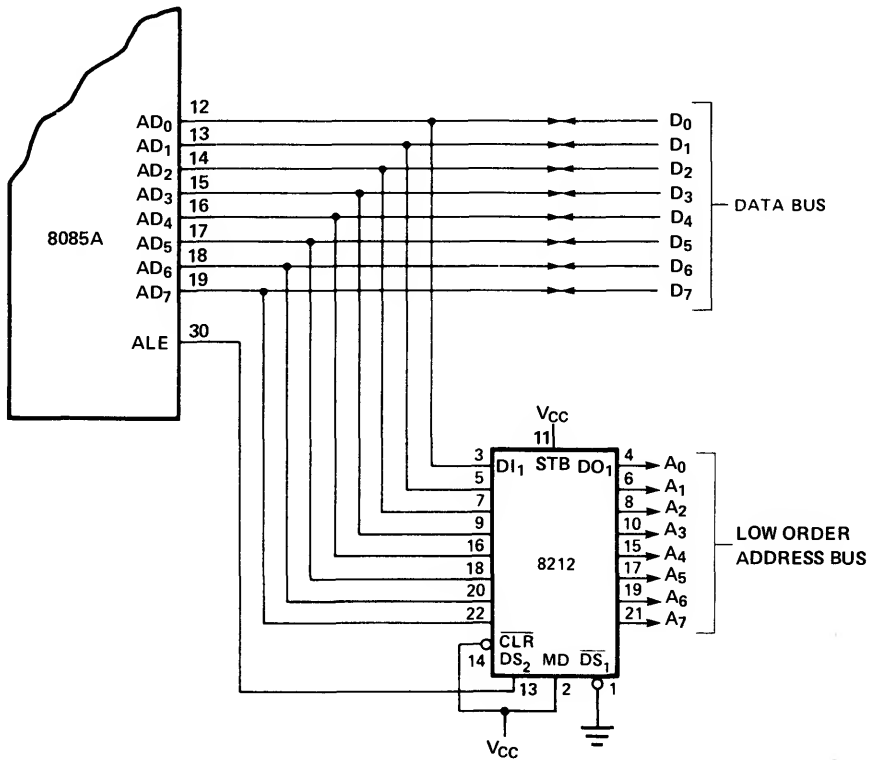 12
AD0 D0
13
AD1 D1
14
AD2 D2
15
AD3 D3
16
AD4 D4
DATA BUS
17
8085A AD5 D5
18
AD6 D6
19
AD7 D7
30
ALE
VCC
11
3 DI1 STB DO1 4 A0
5 6 A1
7 8 A2
9 10 A3
LOW ORDER
ADDRESS BUS
16 15 A4
8212
18 17 A5
20 19 A6
22 21 A7
CLR
14 DS2 MD DS1
13 2 1
VCC